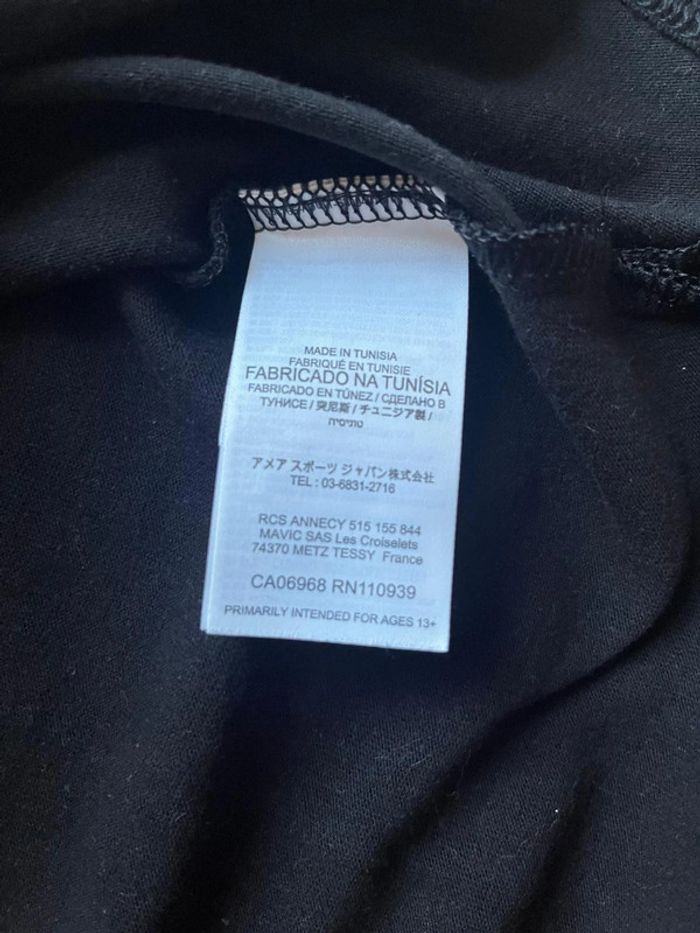 MADE IN TUNISIA
FABRIQUÉ EN TUNISIE
FABRICADO NA TUNÍSIA
FABRICADO EN TÚNEZ / СДЕЛАНО В
ТУНИСЕ / 突尼斯 / チュニジア製 /
טוניסיה
アメア スポーツ ジャパン株式会社
TEL : 03-6831-2716
RCS ANNECY 515 155 844
MAVIC SAS Les Croiselets
74370 METZ TESSY France
CA06968 RN110939
PRIMARILY INTENDED FOR AGES 13+